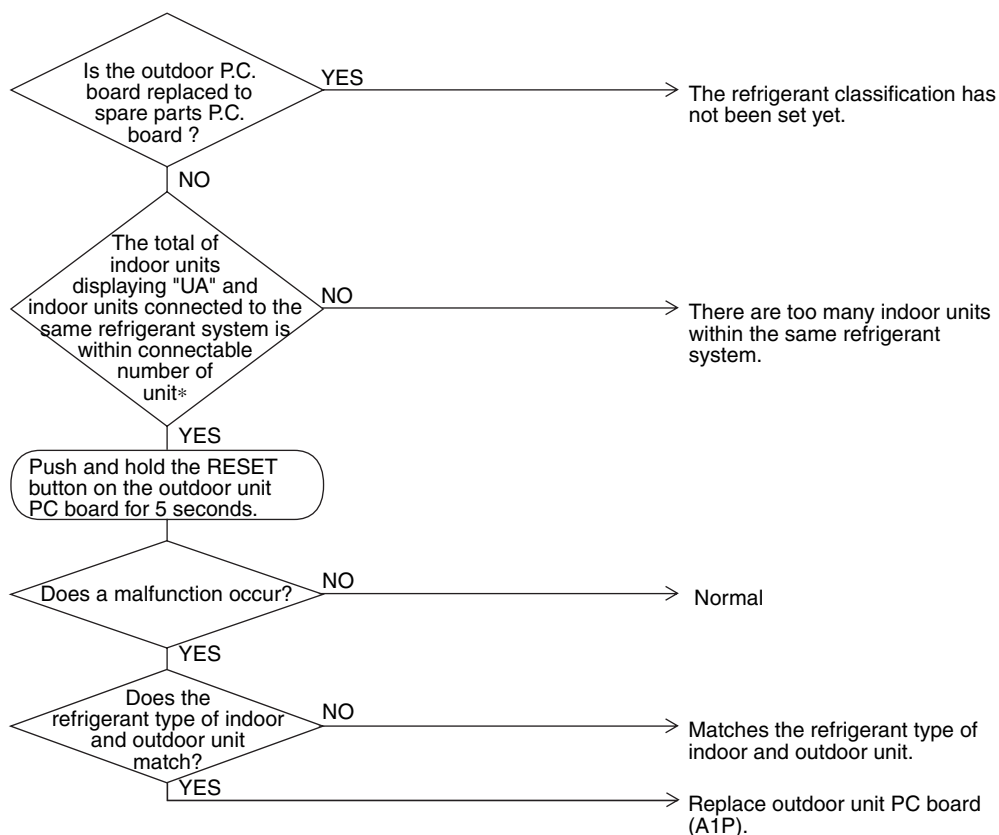 Is the outdoor P.C.
board replaced to
spare parts P.C.
board ?
YES
The refrigerant classification has
not been set yet.
NO
The total of
indoor units
displaying "UA" and
indoor units connected to the
same refrigerant system is
within connectable
number of
unit*
NO
There are too many indoor units
within the same refrigerant
system.
YES
Push and hold the RESET
button on the outdoor unit
PC board for 5 seconds.
Does a malfunction occur?
NO
Normal
YES
Does the
refrigerant type of indoor
and outdoor unit
match?
NO
Matches the refrigerant type of
indoor and outdoor unit.
YES
Replace outdoor unit PC board
(A1P).